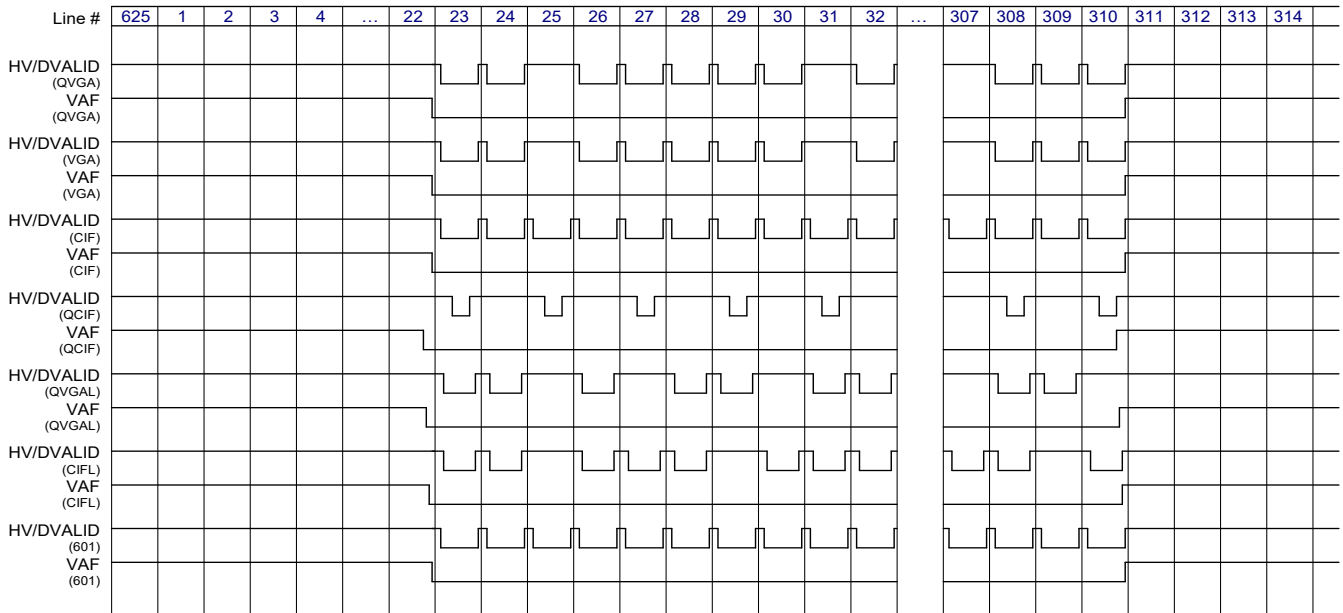 Line # 625 1 2 3 4 ... 22 23 24 25 26 27 28 29 30 31 32 ... 307 308 309 310 311 312 313 314
HV/DVALID
(QVGA)
VAF
(QVGA)
HV/DVALID
(VGA)
VAF
(VGA)
HV/DVALID
(CIF)
VAF
(CIF)
HV/DVALID
(QCIF)
VAF
(QCIF)
HV/DVALID
(QVGAL)
VAF
(QVGAL)
HV/DVALID
(CIFL)
VAF
(CIFL)
HV/DVALID
(601)
VAF
(601)